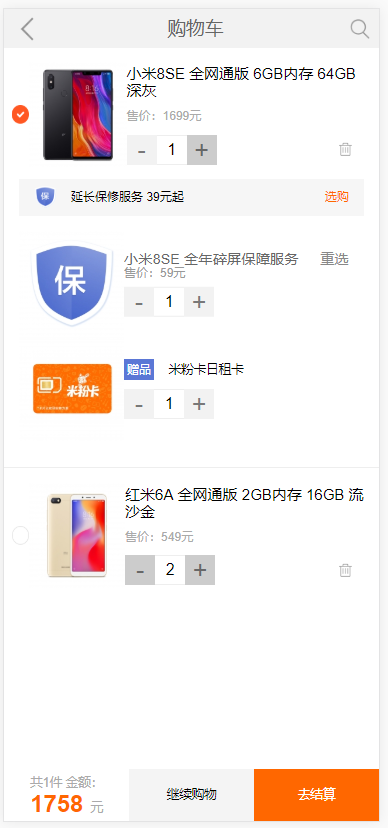 购物车
小米8SE 全网通版 6GB内存 64GB
深灰
售价：1699元
- 1 +
保 延长保修服务 39元起 选购
保
小米8SE 全年碎屏保障服务 重选
售价：59元
- 1 +
米粉卡
赠品 米粉卡日租卡
- 1 +
红米6A 全网通版 2GB内存 16GB 流
沙金
售价：549元
- 2 +
共1件 金额：
1758 元
继续购物
去结算